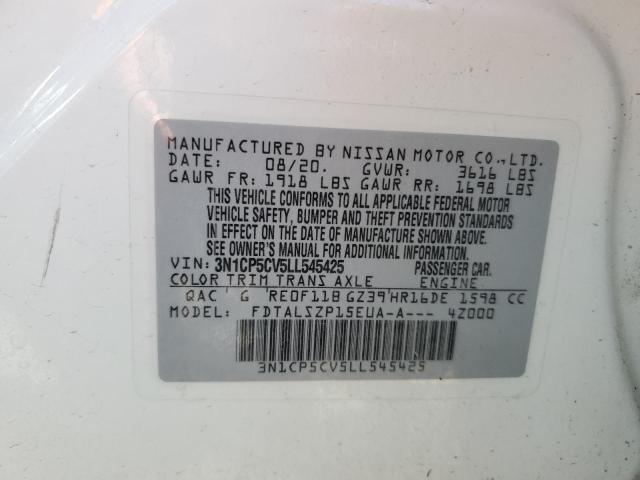 MANUFACTURED BY NISSAN MOTOR CO., LTD.
DATE: 08/20. GVWR: 3616 LBS
GAWR FR: 1918 LBS GAWR RR: 1698 LBS
THIS VEHICLE CONFORMS TO ALL APPLICABLE FEDERAL MOTOR
VEHICLE SAFETY, BUMPER AND THEFT PREVENTION STANDARDS
IN EFFECT ON THE DATE OF MANUFACTURE SHOWN ABOVE.
SEE OWNER'S MANUAL FOR ADDITIONAL INFORMATION.
VIN: 3N1CP5CV5LL545425 PASSENGER CAR.
COLOR TRIM TRANS AXLE ENGINE
QAC G RE0F11B GZ39 HR16DE 1598 CC
MODEL: FDTALSZP15EUA-A--- 4Z000
3N1CP5CV5LL545425